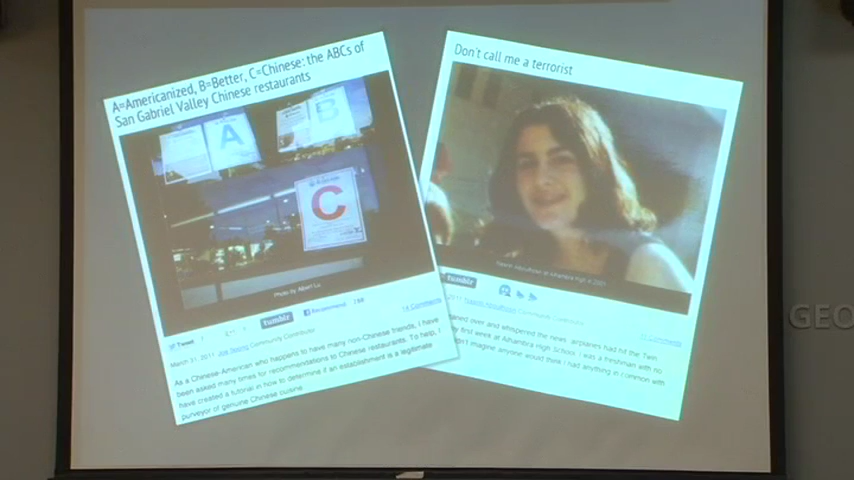 A=Americanized, B=Better, C=Chinese: the ABCs of
San Gabriel Valley Chinese restaurants
A
B
C
Photo by Albert Lu
Tweet
tumblr
Recommend
14 Comments
March 31, 2011
Community Contributor
As a Chinese-American who happens to have many non-Chinese friends, I have
been asked many times for recommendations to Chinese restaurants. To help, I
have created a tutorial in how to determine if an establishment is a legitimate
purveyor of genuine Chinese cuisine
Don't call me a terrorist
at Alhambra High in 2001
tumblr
2011
Community Contributor
Comments
over and whispered the news: airplanes had hit the Twin
first week at Alhambra High School. I was a freshman with no
imagine anyone would think I had anything in common with
GEO